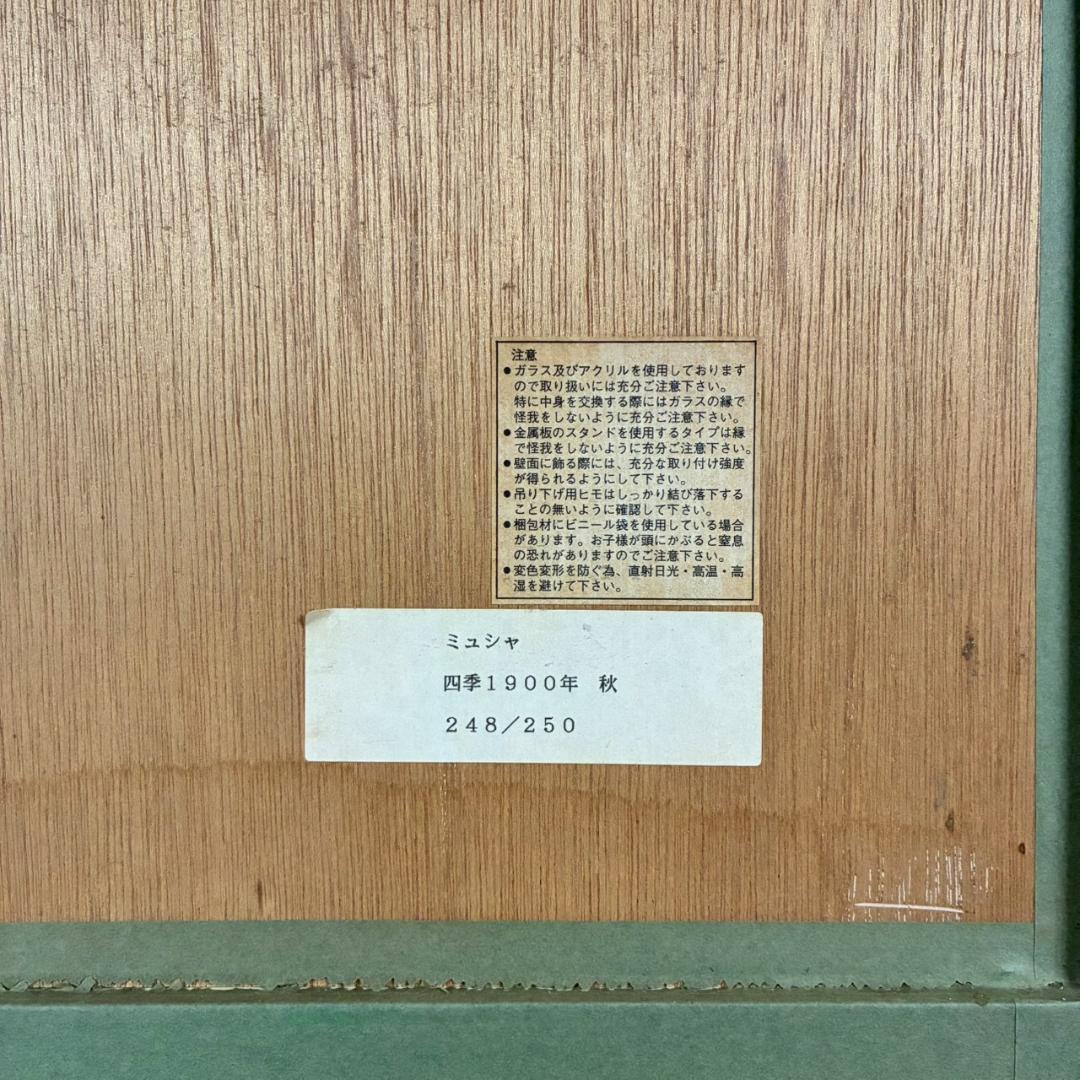 注意
●ガラス及びアクリルを使用しております
ので取り扱いには充分ご注意下さい。
特に中身を交換する際にはガラスの縁で
怪我をしないように充分ご注意下さい。
●金属板のスタンドを使用するタイプは縁
で怪我をしないように充分ご注意下さい。
●壁面に飾る際には、充分な取り付け強度
が得られるようにして下さい。
●吊り下げ用ヒモはしっかり結び落下する
ことの無いように確認して下さい。
●梱包材にビニール袋を使用している場合
があります。お子様が頭にかぶると窒息
の恐れがありますのでご注意下さい。
●変色変形を防ぐ為、直射日光・高温・高
湿を避けて下さい。
ミュシャ
四季1900年　秋
248／250